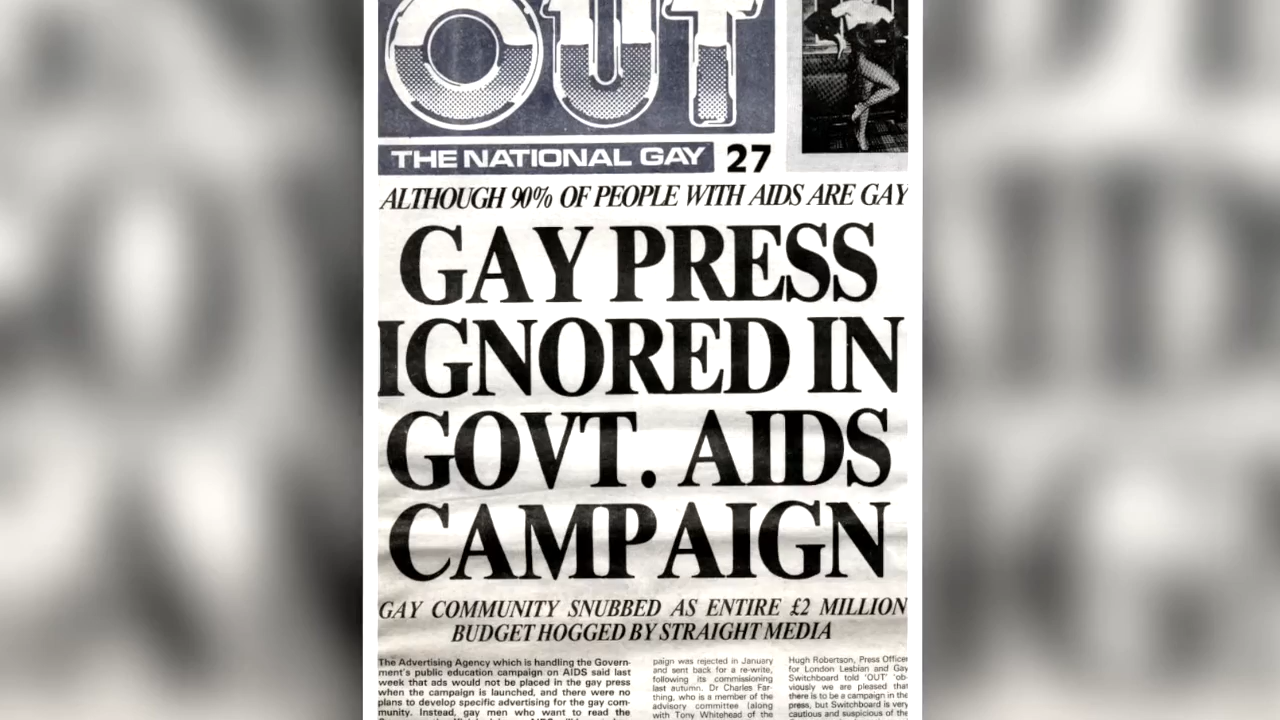 OUT
THE NATIONAL GAY 27
ALTHOUGH 90% OF PEOPLE WITH AIDS ARE GAY
GAY PRESS
IGNORED IN
GOVT. AIDS
CAMPAIGN
GAY COMMUNITY SNUBBED AS ENTIRE £2 MILLION
BUDGET HOGGED BY STRAIGHT MEDIA
The Advertising Agency which is handling the Govern-
ment's public education campaign on AIDS said last
week that ads would not be placed in the gay press
when the campaign is launched, and there were no
plans to develop specific advertising for the gay com-
munity. Instead, gay men who want to read the
paign was rejected in January
and sent back for a re-write,
following its commissioning
last autumn. Dr Charles Far-
thing, who is a member of the
advisory committee (along
with Tony Whitehead of the
Hugh Robertson, Press Officer
for London Lesbian and Gay
Switchboard told 'OUT' 'ob-
viously we are pleased that
there is to be a campaign in the
press, but Switchboard is very
cautious and suspicious of the